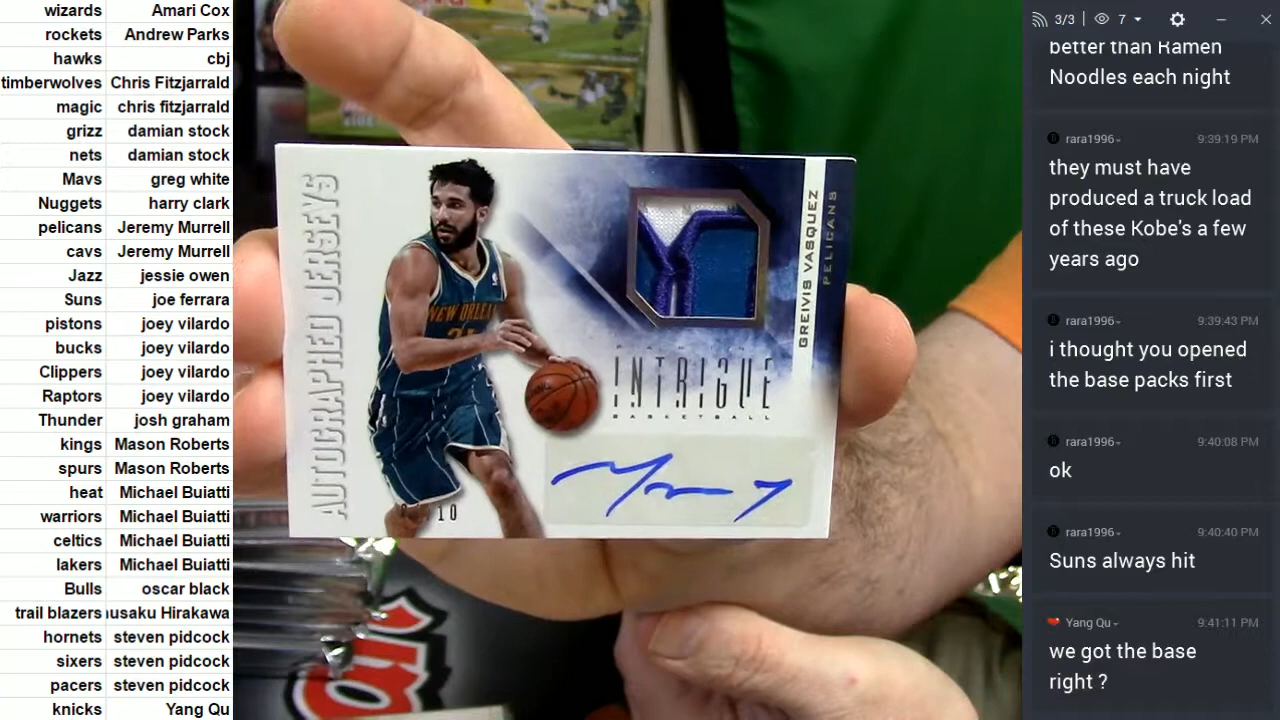 wizards Amari Cox
rockets Andrew Parks
hawks cbj
timberwolves Chris Fitzjarrald
magic chris fitzjarrald
grizz damian stock
nets damian stock
Mavs greg white
Nuggets harry clark
pelicans Jeremy Murrell
cavs Jeremy Murrell
Jazz jessie owen
Suns joe ferrara
pistons joey vilardo
bucks joey vilardo
Clippers joey vilardo
Raptors joey vilardo
Thunder josh graham
kings Mason Roberts
spurs Mason Roberts
heat Michael Buiatti
warriors Michael Buiatti
celtics Michael Buiatti
lakers Michael Buiatti
Bulls oscar black
trail blazers usaku Hirakawa
hornets steven pidcock
sixers steven pidcock
pacers steven pidcock
knicks Yang Qu
AUTOGRAPHED JERSEYS
NEW ORLEANS
GREIVIS VASQUEZ
PELICANS
PANINI
INTRIGUE
BASKETBALL
/10
3/3 7
better than Ramen
Noodles each night
rara1996 9:39:19 PM
they must have
produced a truck load
of these Kobe's a few
years ago
rara1996 9:39:43 PM
i thought you opened
the base packs first
rara1996 9:40:08 PM
ok
rara1996 9:40:40 PM
Suns always hit
Yang Qu 9:41:11 PM
we got the base
right ?